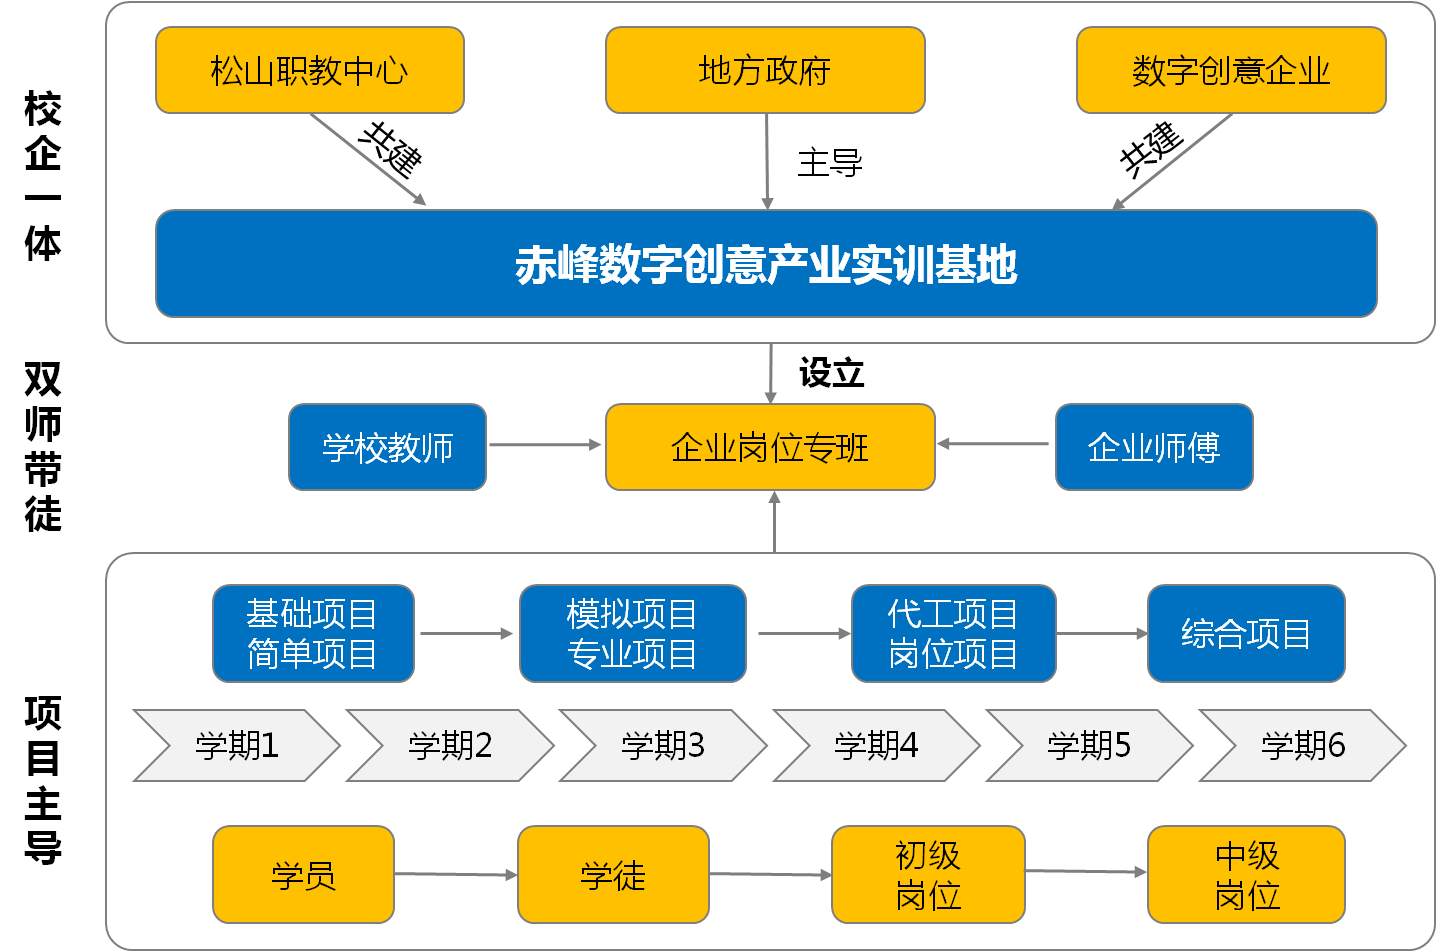 校企一体
松山职教中心
地方政府
数字创意企业
共建
主导
共建
赤峰数字创意产业实训基地
设立
双师带徒
学校教师
企业岗位专班
企业师傅
项目主导
基础项目
简单项目
模拟项目
专业项目
代工项目
岗位项目
综合项目
学期1
学期2
学期3
学期4
学期5
学期6
学员
学徒
初级
岗位
中级
岗位